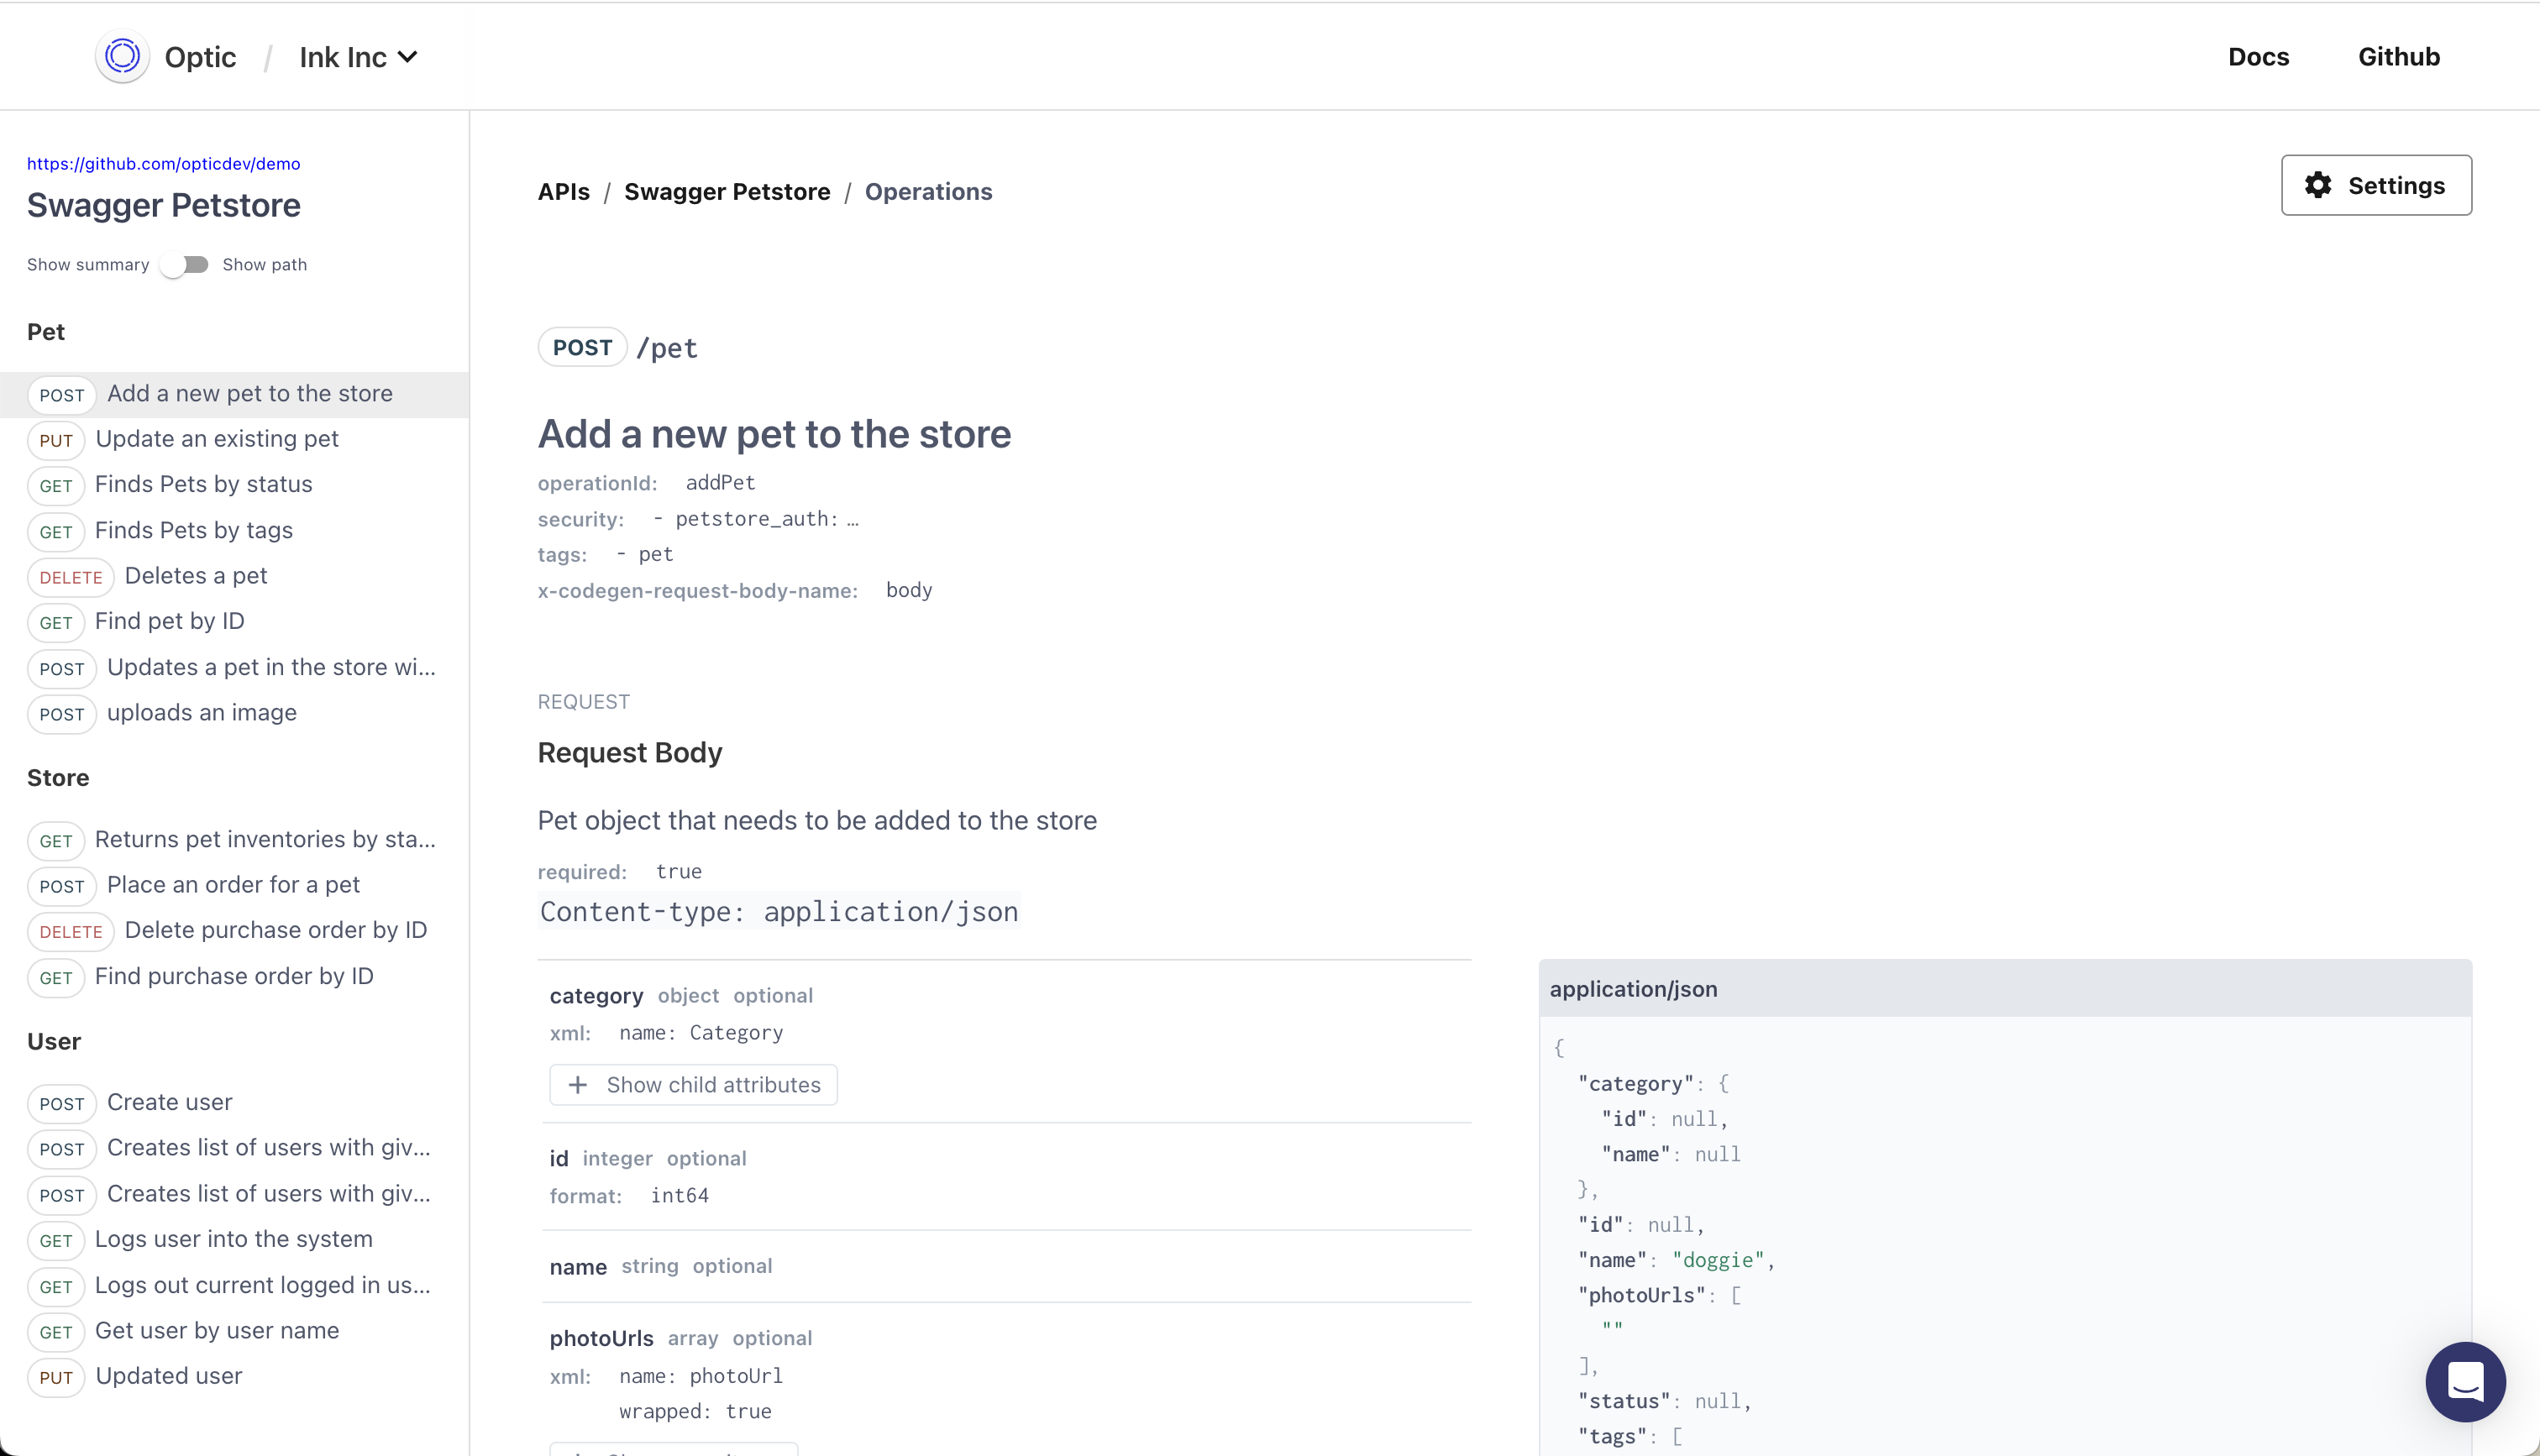 Optic / Ink Inc
Docs Github
https://github.com/opticdev/demo
Swagger Petstore
Show summary Show path
Pet
POST Add a new pet to the store
PUT Update an existing pet
GET Finds Pets by status
GET Finds Pets by tags
DELETE Deletes a pet
GET Find pet by ID
POST Updates a pet in the store wi...
POST uploads an image
Store
GET Returns pet inventories by sta...
POST Place an order for a pet
DELETE Delete purchase order by ID
GET Find purchase order by ID
User
POST Create user
POST Creates list of users with giv...
POST Creates list of users with giv...
GET Logs user into the system
GET Logs out current logged in us...
GET Get user by user name
PUT Updated user
APIs / Swagger Petstore / Operations
Settings
POST /pet
Add a new pet to the store
operationId: addPet
security: - petstore_auth: …
tags: - pet
x-codegen-request-body-name: body
REQUEST
Request Body
Pet object that needs to be added to the store
required: true
Content-type: application/json
category object optional
xml: name: Category
+ Show child attributes
id integer optional
format: int64
name string optional
photoUrls array optional
xml: name: photoUrl
wrapped: true
application/json
{
"category": {
"id": null,
"name": null
},
"id": null,
"name": "doggie",
"photoUrls": [
""
],
"status": null,
"tags": [